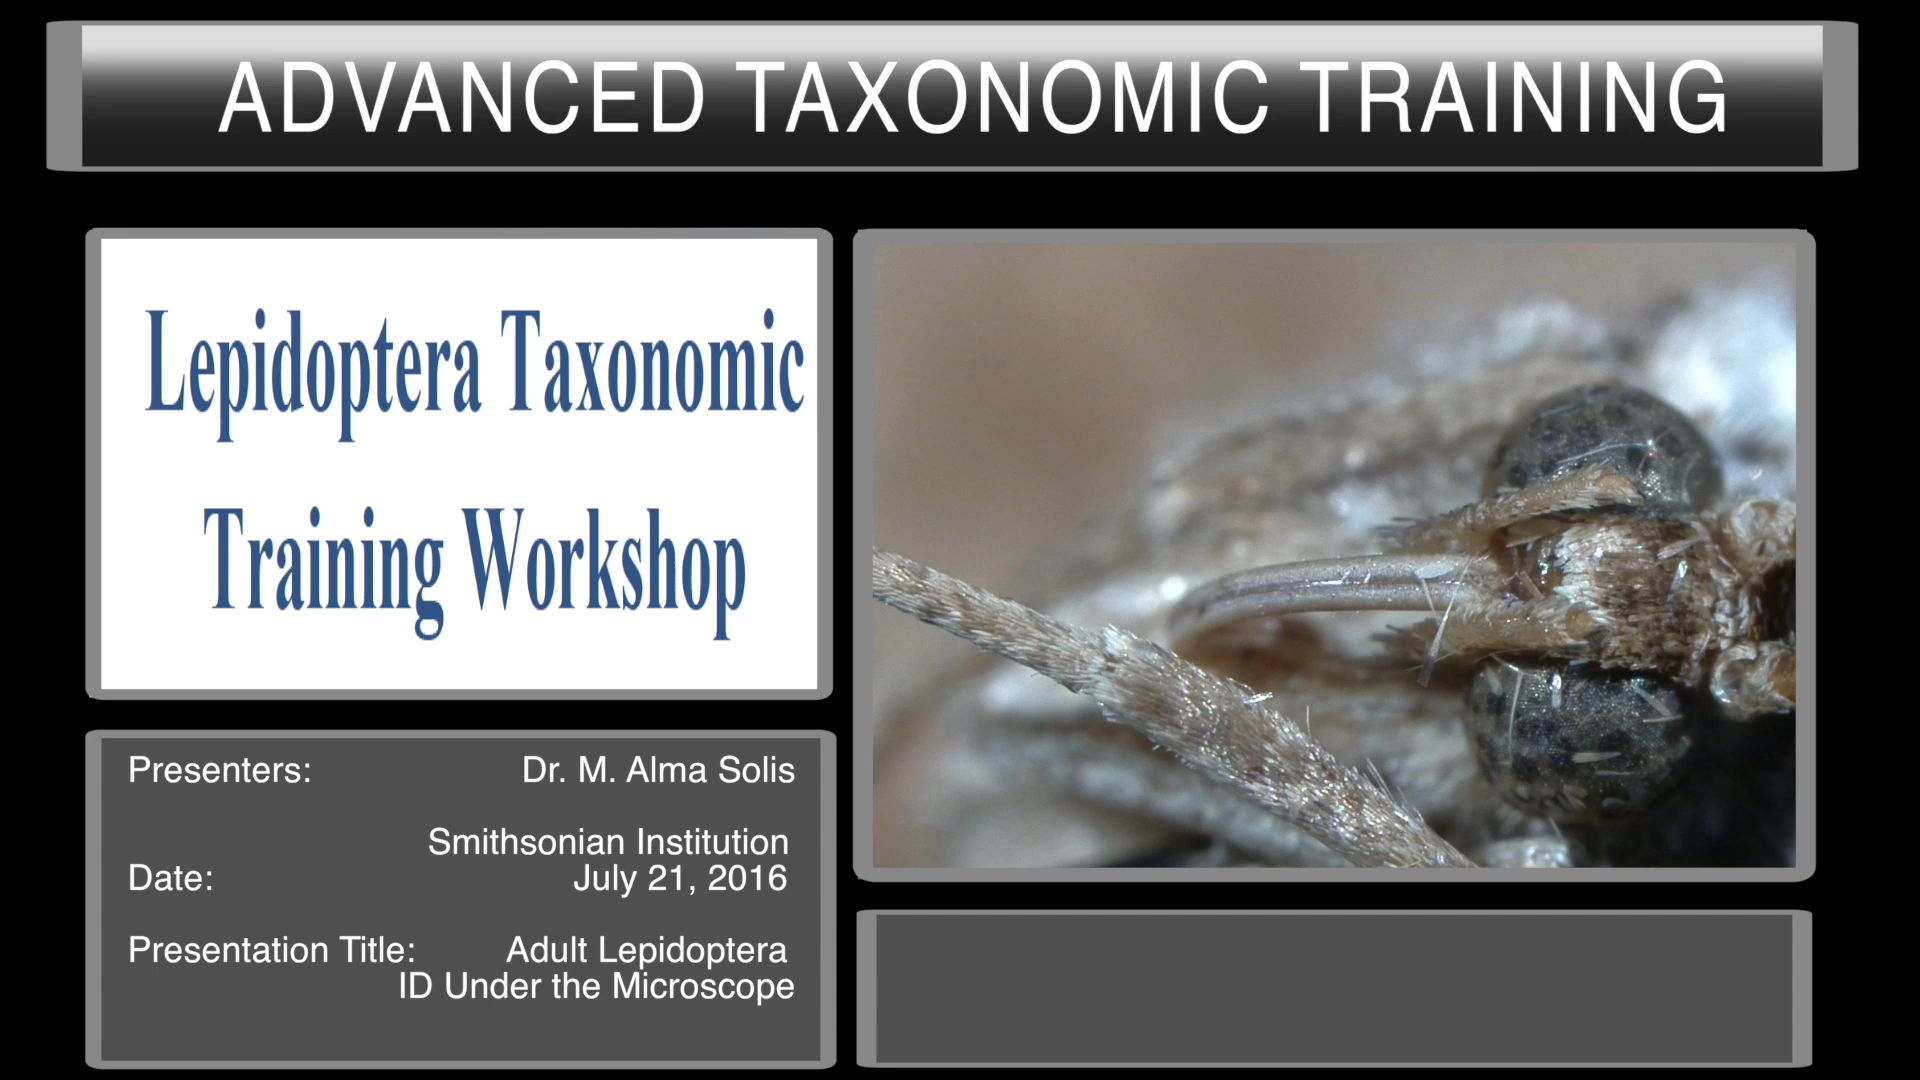 ADVANCED TAXONOMIC TRAINING
Lepidoptera Taxonomic
Training Workshop
Presenters: Dr. M. Alma Solis
Smithsonian Institution
Date: July 21, 2016
Presentation Title: Adult Lepidoptera
ID Under the Microscope